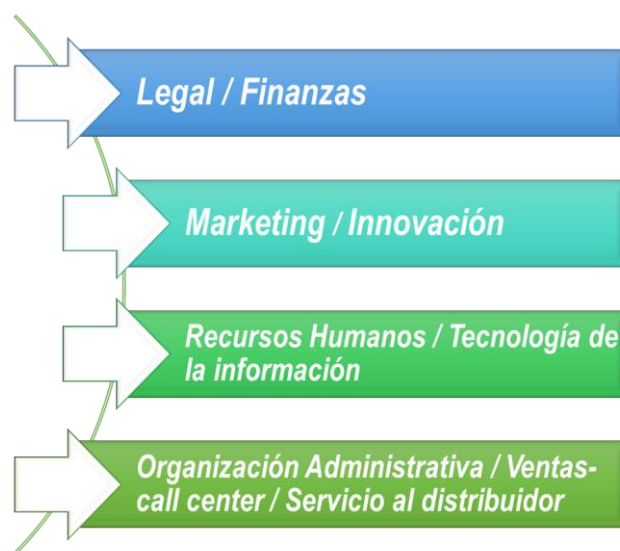 Legal / Finanzas
Marketing / Innovación
Recursos Humanos / Tecnología de
la información
Organización Administrativa / Ventas-
call center / Servicio al distribuidor